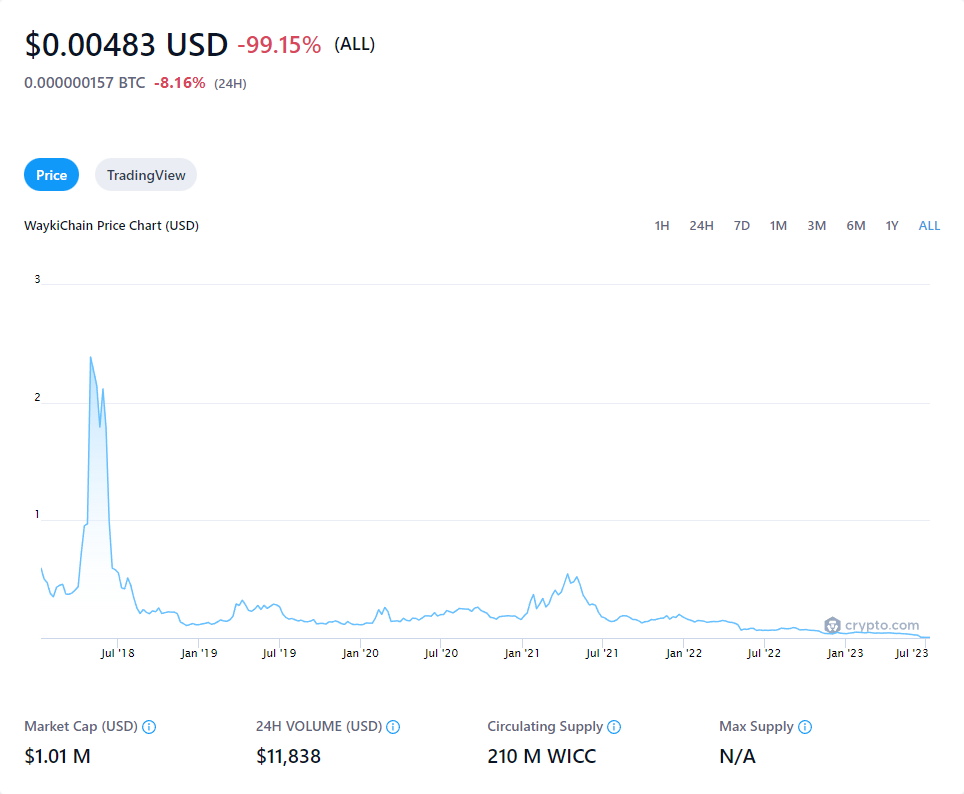 $0.00483 USD -99.15% (ALL)
0.000000157 BTC -8.16% (24H)
Price TradingView
WaykiChain Price Chart (USD) 1H 24H 7D 1M 3M 6M 1Y ALL
3
2
1
crypto.com
Jul '18 Jan '19 Jul '19 Jan '20 Jul '20 Jan '21 Jul '21 Jan '22 Jul '22 Jan '23 Jul '23
Market Cap (USD) 24H VOLUME (USD) Circulating Supply Max Supply
$1.01 M $11,838 210 M WICC N/A